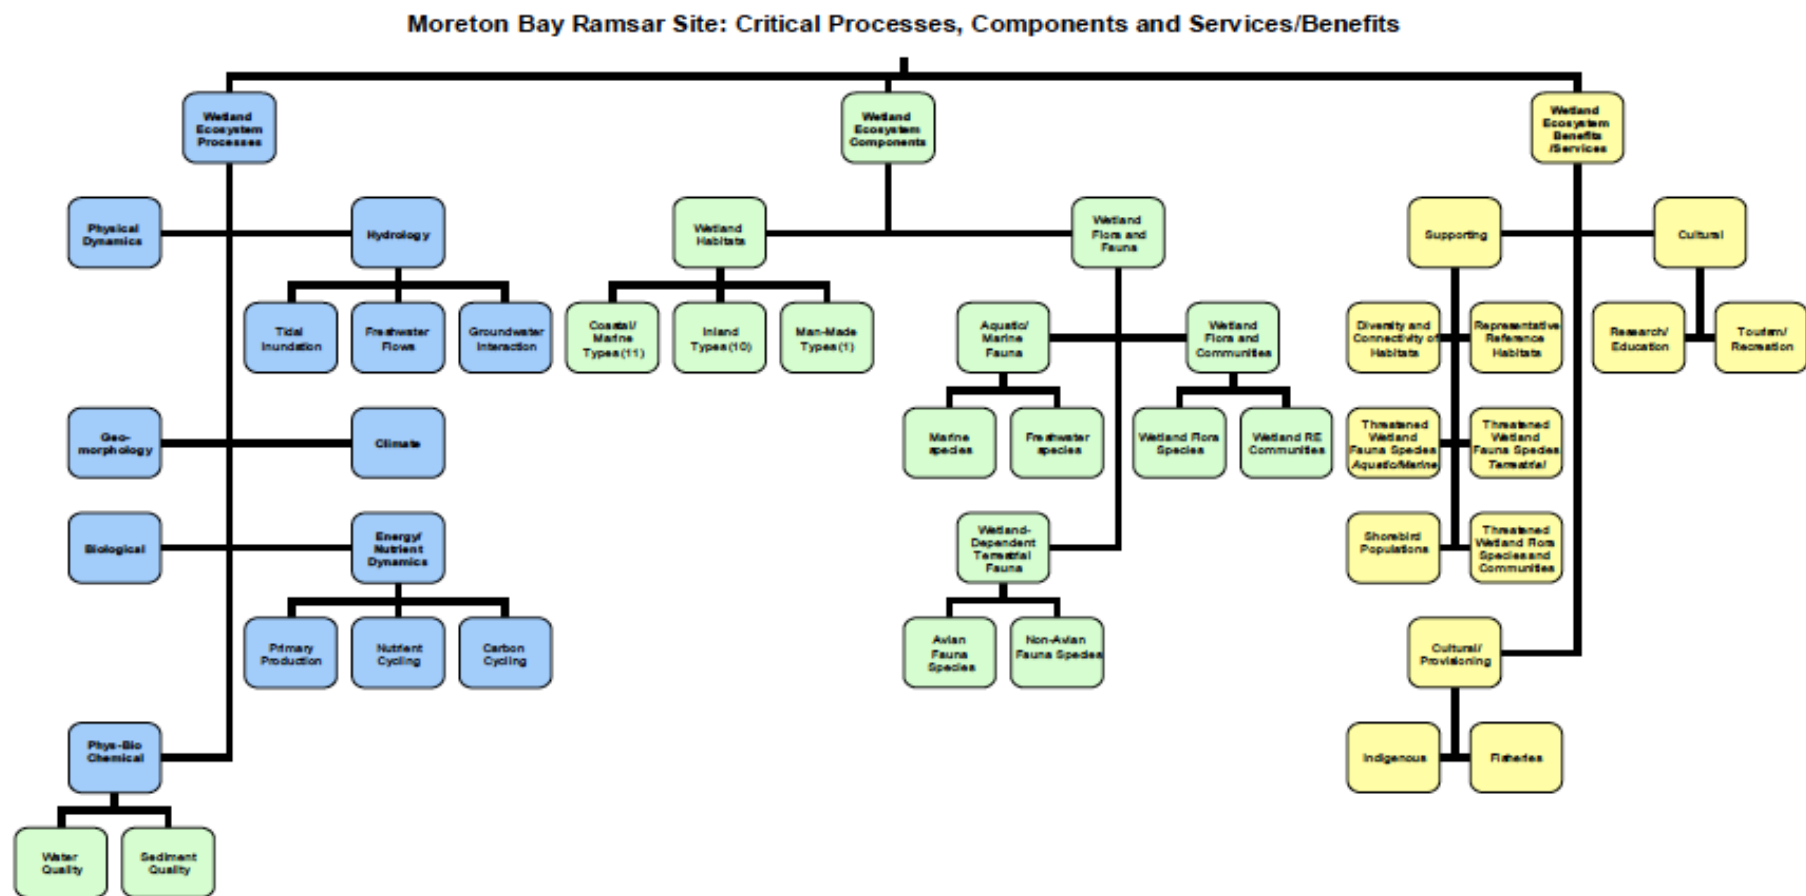 Moreton Bay Ramsar Site: Critical Processes, Components and Services/Benefits
Wetland
Ecosystem
Processes
Wetland
Ecosystem
Components
Wetland
Ecosystem
Benefits
/Services
Physical
Dynamics
Hydrology
Wetland
Habitats
Wetland
Flora and
Fauna
Supporting
Cultural
Tidal
Inundation
Freshwater
Flows
Groundwater
Interaction
Coastal/
Marine
Types (11)
Inland
Types (10)
Man-Made
Types (1)
Aquatic/
Marine
Fauna
Wetland
Flora and
Communities
Diversity and
Connectivity of
Habitats
Representative
Reference
Habitats
Research/
Education
Tourism/
Recreation
Geo-
morphology
Climate
Marine
species
Freshwater
species
Wetland Flora
Species
Wetland RE
Communities
Threatened
Wetland
Fauna Species
Aquatic/Marine
Threatened
Wetland
Fauna Species
Terrestrial
Biological
Energy/
Nutrient
Dynamics
Wetland-
Dependent
Terrestrial
Fauna
Shorebird
Populations
Threatened
Wetland Flora
Species and
Communities
Primary
Production
Nutrient
Cycling
Carbon
Cycling
Avian
Fauna
Species
Non-Avian
Fauna Species
Cultural/
Provisioning
Phys-Bio
Chemical
Indigenous
Fisheries
Water
Quality
Sediment
Quality